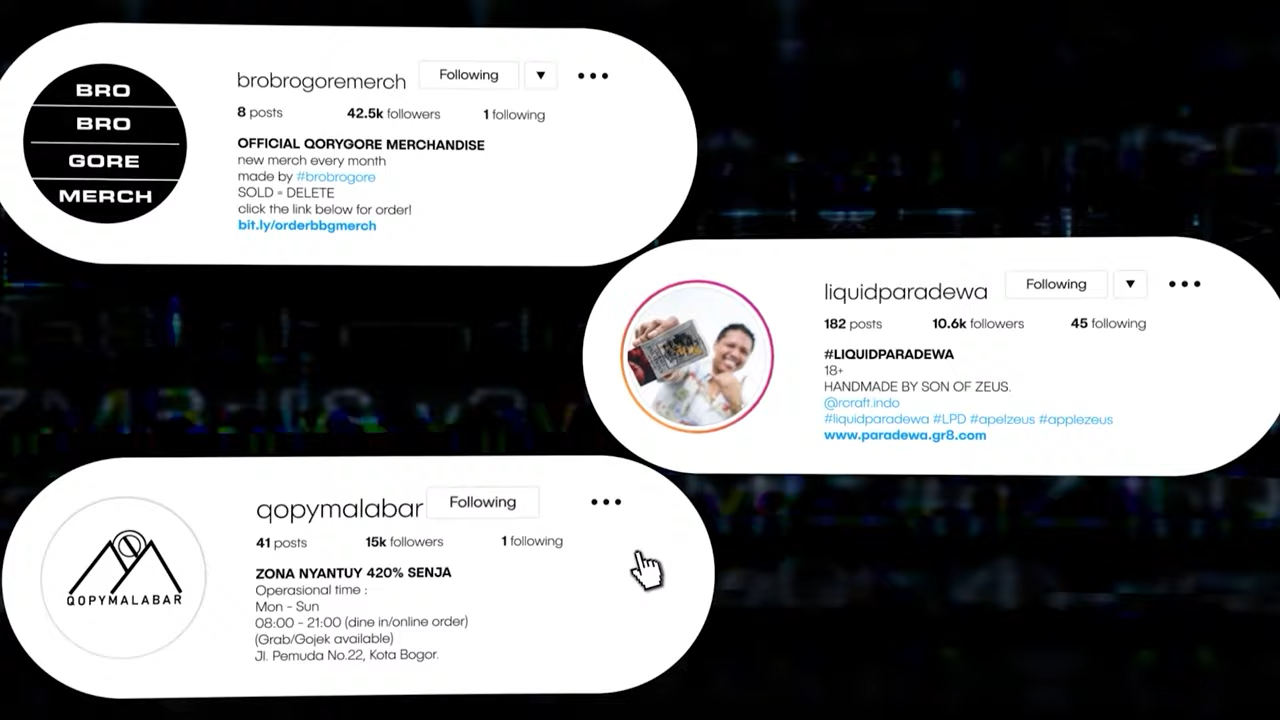 BRO
BRO
GORE
MERCH
brobrogoremerch Following ▼ •••
8 posts 42.5k followers 1 following
OFFICIAL QORYGORE MERCHANDISE
new merch every month
made by #brobrogore
SOLD = DELETE
click the link below for order!
bit.ly/orderbbgmerch
liquidparadewa Following ▼ •••
182 posts 10.6k followers 45 following
#LIQUIDPARADEWA
18+
HANDMADE BY SON OF ZEUS.
@roraft.indo
#liquidparadewa #LPD #apelzeus #applezeus
www.paradewa.gr8.com
QOPYMALABAR
qopymalabar Following •••
41 posts 15k followers 1 following
ZONA NYANTUY 420% SENJA
Operasional time :
Mon - Sun
08:00 - 21:00 (dine in/online order)
(Grab/Gojek available)
Jl. Pemuda No.22, Kota Bogor.